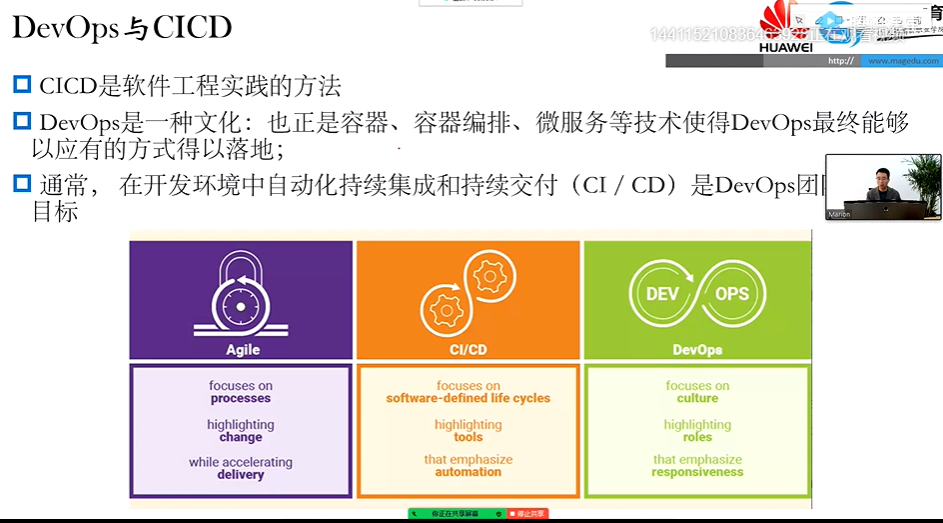 DevOps与CICD
HUAWEI
http://
www.magedu.com
CICD是软件工程实践的方法
DevOps是一种文化：也正是容器、容器编排、微服务等技术使得DevOps最终能够
以应有的方式得以落地；
通常， 在开发环境中自动化持续集成和持续交付（CI / CD）是DevOps团
目标
Marion
Agile
focuses on
processes
highlighting
change
while accelerating
delivery
CI/CD
focuses on
software-defined life cycles
highlighting
tools
that emphasize
automation
DEV
OPS
DevOps
focuses on
culture
highlighting
roles
that emphasize
responsiveness
你正在共享屏幕
停止共享